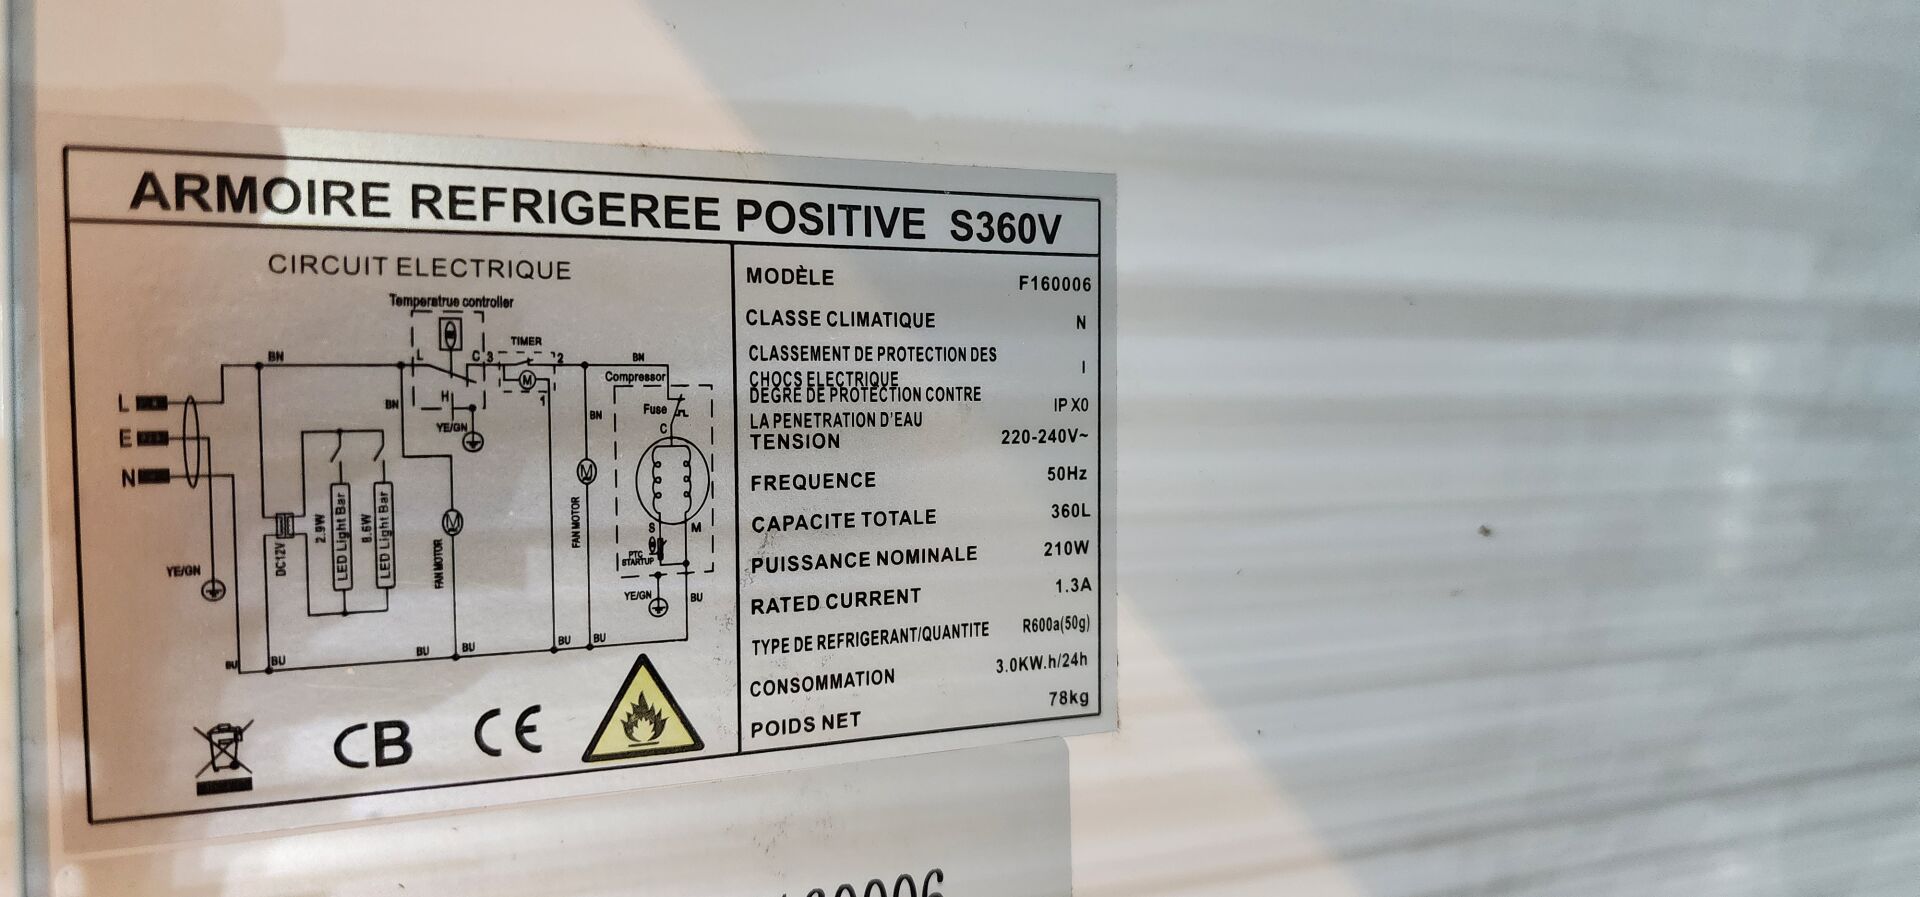 ARMOIRE REFRIGEREE POSITIVE S360V
CIRCUIT ELECTRIQUE
Temperatrue controller
TIMER
L
C
3
2
BN
BN
M
1
H
Compressor
L
E
N
BN
YE/GN
BN
Fuse
C
M
M
S
M
PTC
STARTUP
DC12V
2.9W
LED Light Bar
LED Light Bar
FAN MOTOR
FAN MOTOR
YE/GN
YE/GN
BU
BU
BU
BU
BU
BU
BU
CB
CE
MODÈLE F160006
CLASSE CLIMATIQUE N
CLASSEMENT DE PROTECTION DES
CHOCS ELECTRIQUE I
DEGRE DE PROTECTION CONTRE
LA PENETRATION D'EAU IP X0
TENSION 220-240V~
FREQUENCE 50Hz
CAPACITE TOTALE 360L
PUISSANCE NOMINALE 210W
RATED CURRENT 1.3A
TYPE DE REFRIGERANT/QUANTITE R600a(50g)
CONSOMMATION 3.0KW.h/24h
POIDS NET 78kg